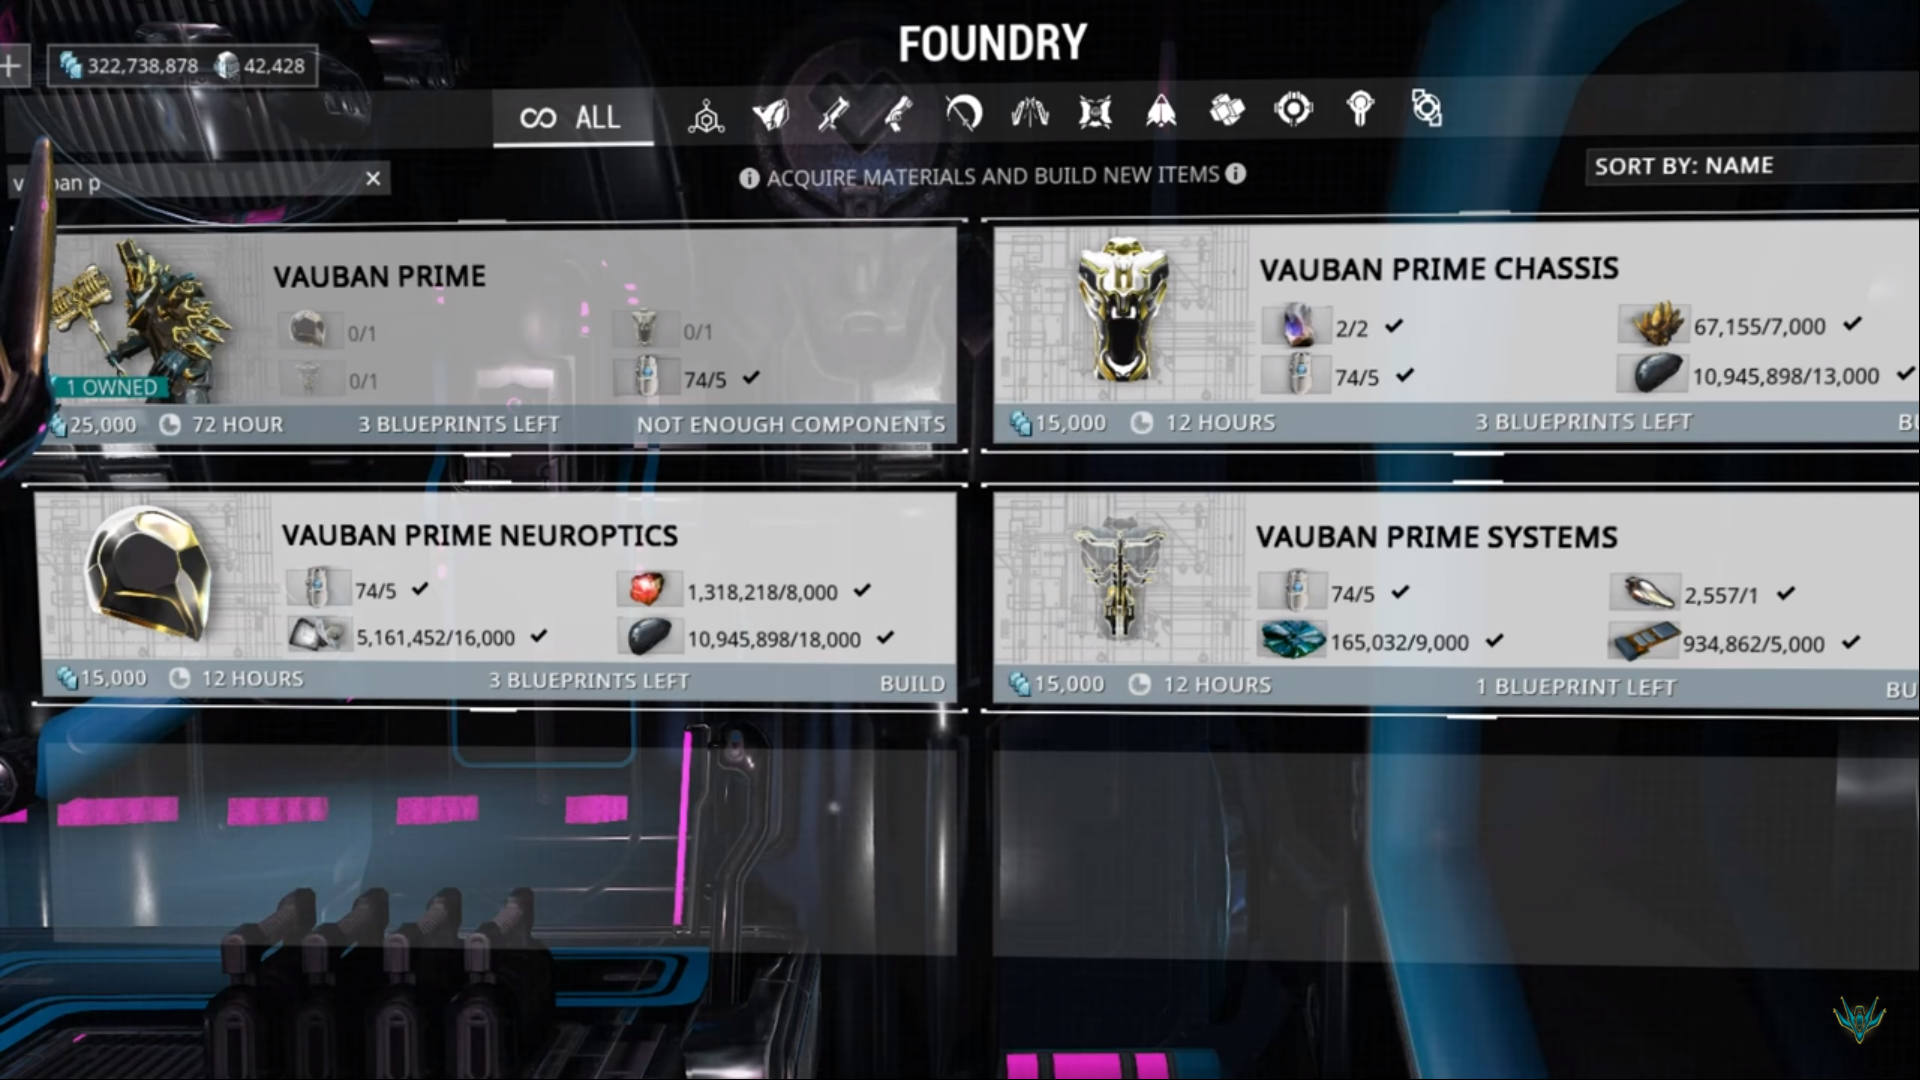 FOUNDRY
322,738,878 42,428
ALL
ACQUIRE MATERIALS AND BUILD NEW ITEMS
SORT BY: NAME
VAUBAN PRIME
0/1 0/1
0/1 74/5
1 OWNED
25,000 72 HOUR 3 BLUEPRINTS LEFT NOT ENOUGH COMPONENTS
VAUBAN PRIME CHASSIS
2/2 67,155/7,000
74/5 10,945,898/13,000
15,000 12 HOURS 3 BLUEPRINTS LEFT
VAUBAN PRIME NEUROPTICS
74/5 1,318,218/8,000
5,161,452/16,000 10,945,898/18,000
15,000 12 HOURS 3 BLUEPRINTS LEFT BUILD
VAUBAN PRIME SYSTEMS
74/5 2,557/1
165,032/9,000 934,862/5,000
15,000 12 HOURS 1 BLUEPRINT LEFT